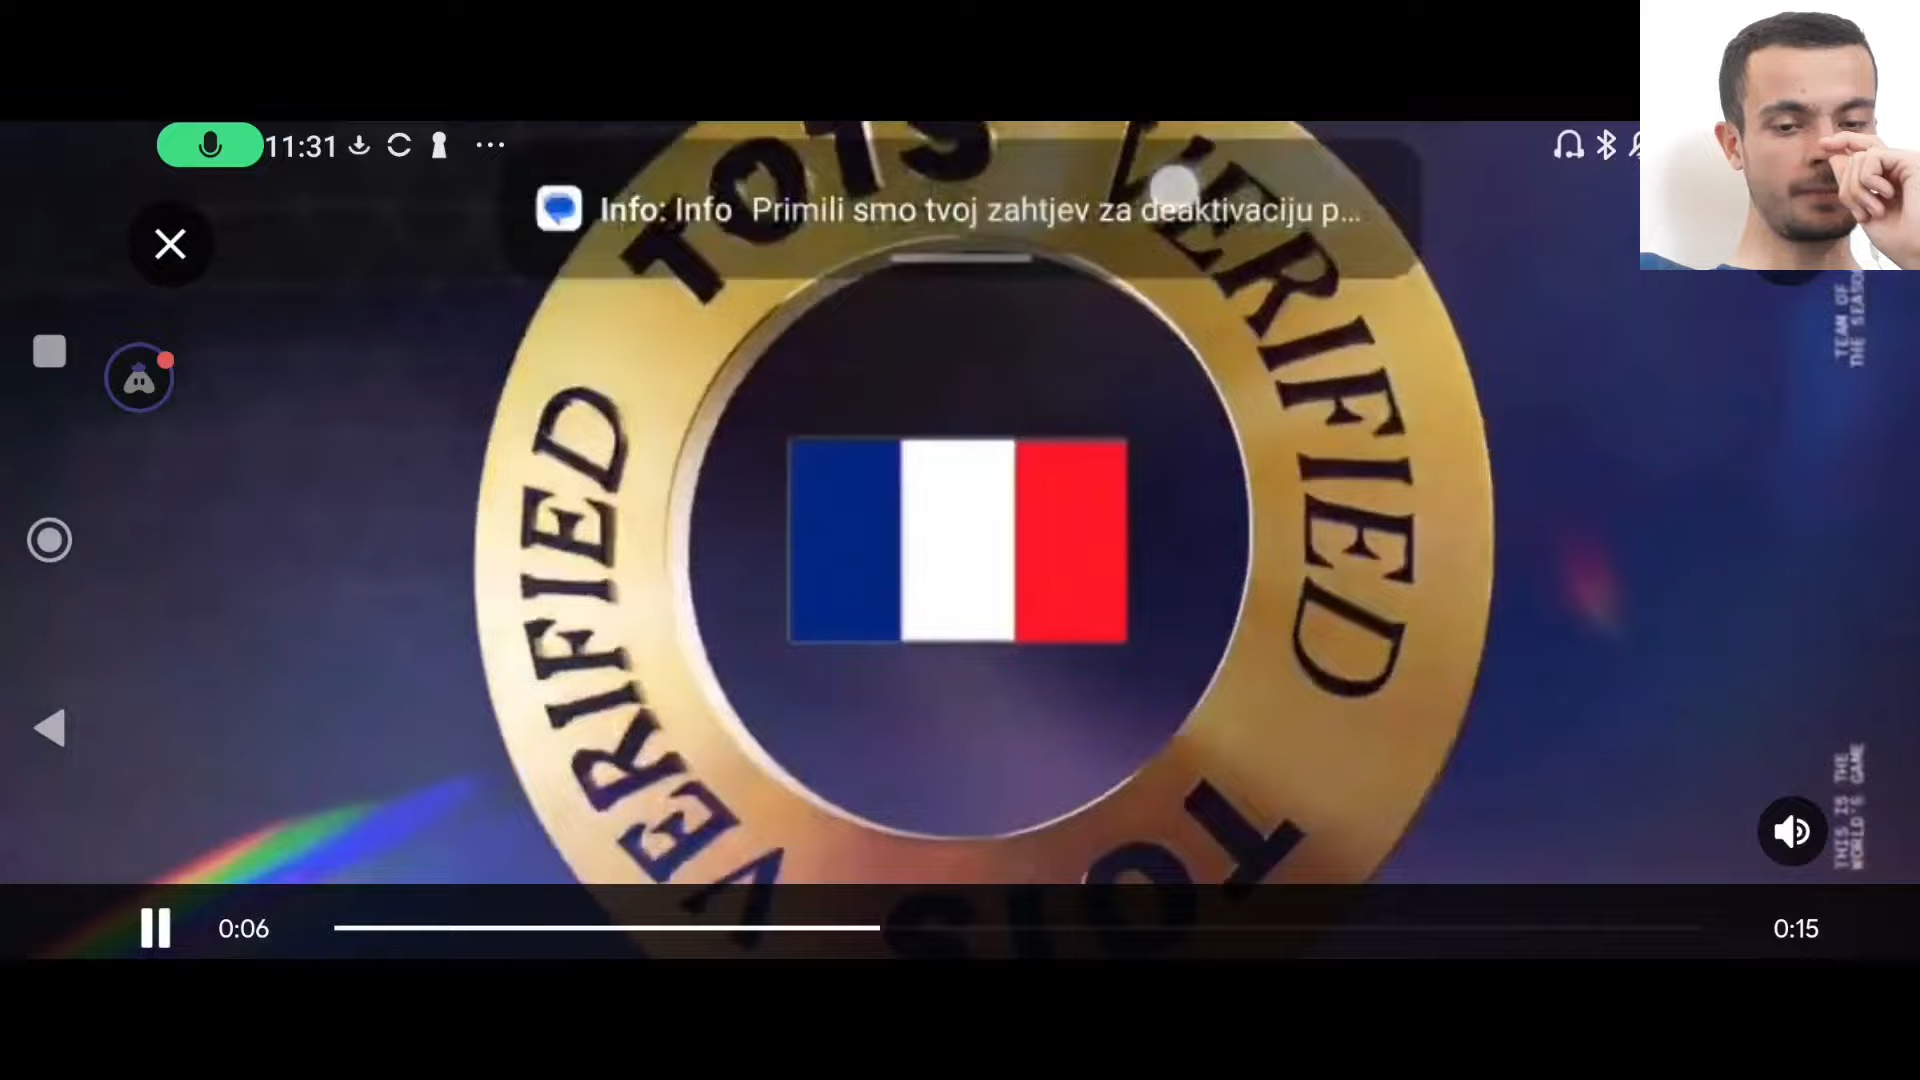 11:31
Info: Info Primili smo tvoj zahtjev za deaktivaciju p...
TOTS VERIFIED
TOTS VERIFIED
TEAM OF
THE SEASON
THIS IS THE
WORLD'S GAME
0:06
0:15